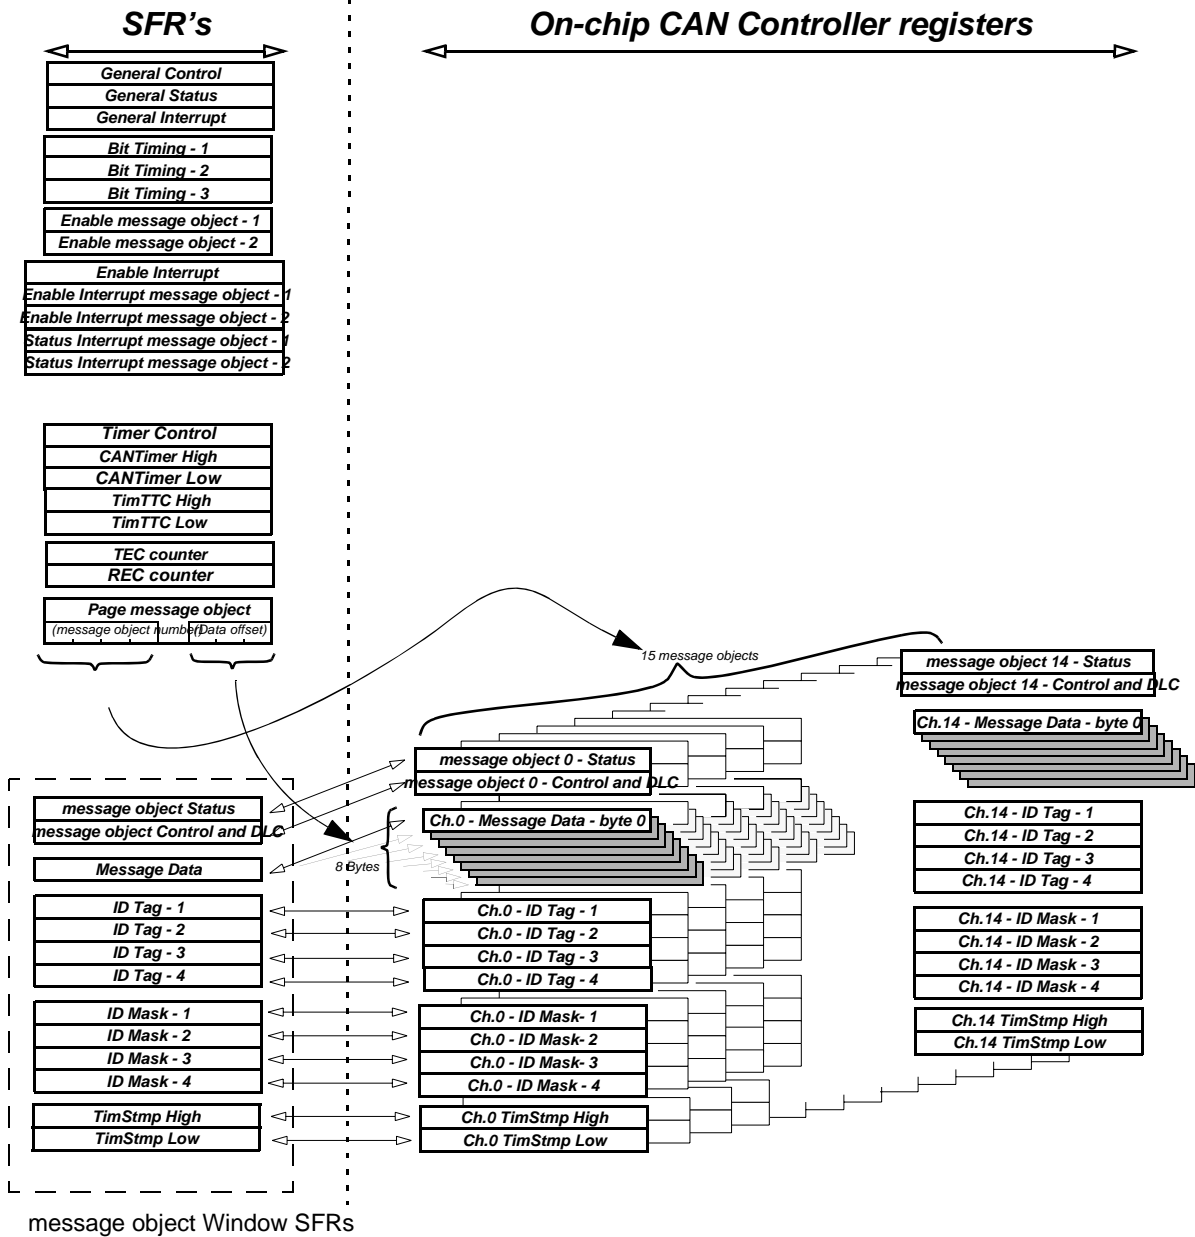 SFR's
On-chip CAN Controller registers
General Control
General Status
General Interrupt
Bit Timing - 1
Bit Timing - 2
Bit Timing - 3
Enable message object - 1
Enable message object - 2
Enable Interrupt
Enable Interrupt message object - 1
Enable Interrupt message object - 2
Status Interrupt message object - 1
Status Interrupt message object - 2
Timer Control
CANTimer High
CANTimer Low
TimTTC High
TimTTC Low
TEC counter
REC counter
Page message object
(message object number)
(Data offset)
15 message objects
message object 14 - Status
message object 14 - Control and DLC
Ch.14 - Message Data - byte 0
message object 0 - Status
message object 0 - Control and DLC
message object Status
message object Control and DLC
Ch.0 - Message Data - byte 0
8 Bytes
Message Data
Ch.14 - ID Tag - 1
Ch.14 - ID Tag - 2
Ch.14 - ID Tag - 3
Ch.14 - ID Tag - 4
ID Tag - 1
ID Tag - 2
ID Tag - 3
ID Tag - 4
Ch.0 - ID Tag - 1
Ch.0 - ID Tag - 2
Ch.0 - ID Tag - 3
Ch.0 - ID Tag - 4
Ch.14 - ID Mask - 1
Ch.14 - ID Mask - 2
Ch.14 - ID Mask - 3
Ch.14 - ID Mask - 4
ID Mask - 1
ID Mask - 2
ID Mask - 3
ID Mask - 4
Ch.0 - ID Mask- 1
Ch.0 - ID Mask- 2
Ch.0 - ID Mask- 3
Ch.0 - ID Mask - 4
Ch.14 TimStmp High
Ch.14 TimStmp Low
TimStmp High
TimStmp Low
Ch.0 TimStmp High
Ch.0 TimStmp Low
message object Window SFRs